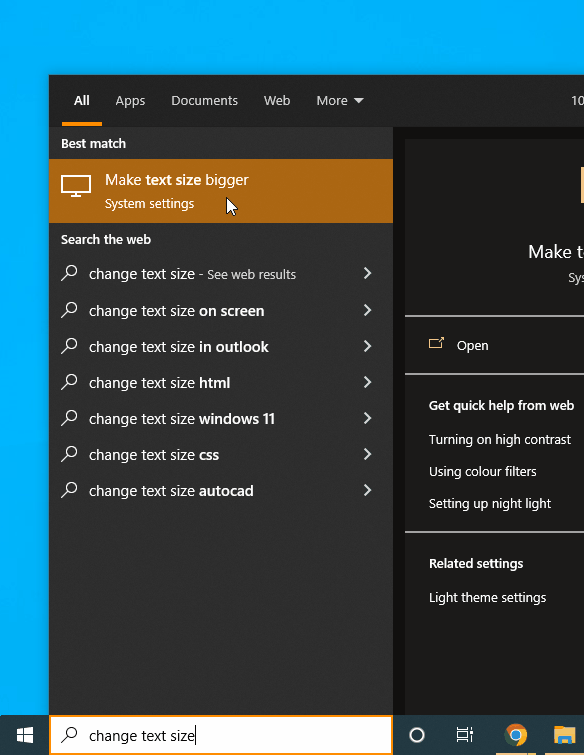 All Apps Documents Web More 10
Best match
Make text size bigger
System settings
Search the web
change text size - See web results
change text size on screen
change text size in outlook
change text size html
change text size windows 11
change text size css
change text size autocad
Make t
Sys
Open
Get quick help from web
Turning on high contrast
Using colour filters
Setting up night light
Related settings
Light theme settings
change text size